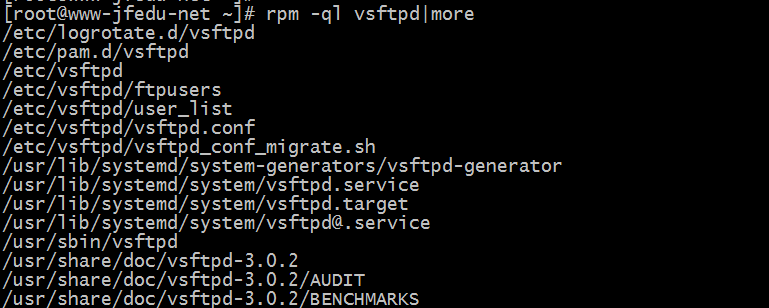 [root@www-jfedu-net ~]# rpm -ql vsftpd|more
/etc/logrotate.d/vsftpd
/etc/pam.d/vsftpd
/etc/vsftpd
/etc/vsftpd/ftpusers
/etc/vsftpd/user_list
/etc/vsftpd/vsftpd.conf
/etc/vsftpd/vsftpd_conf_migrate.sh
/usr/lib/systemd/system-generators/vsftpd-generator
/usr/lib/systemd/system/vsftpd.service
/usr/lib/systemd/system/vsftpd.target
/usr/lib/systemd/system/vsftpd@.service
/usr/sbin/vsftpd
/usr/share/doc/vsftpd-3.0.2
/usr/share/doc/vsftpd-3.0.2/AUDIT
/usr/share/doc/vsftpd-3.0.2/BENCHMARKS